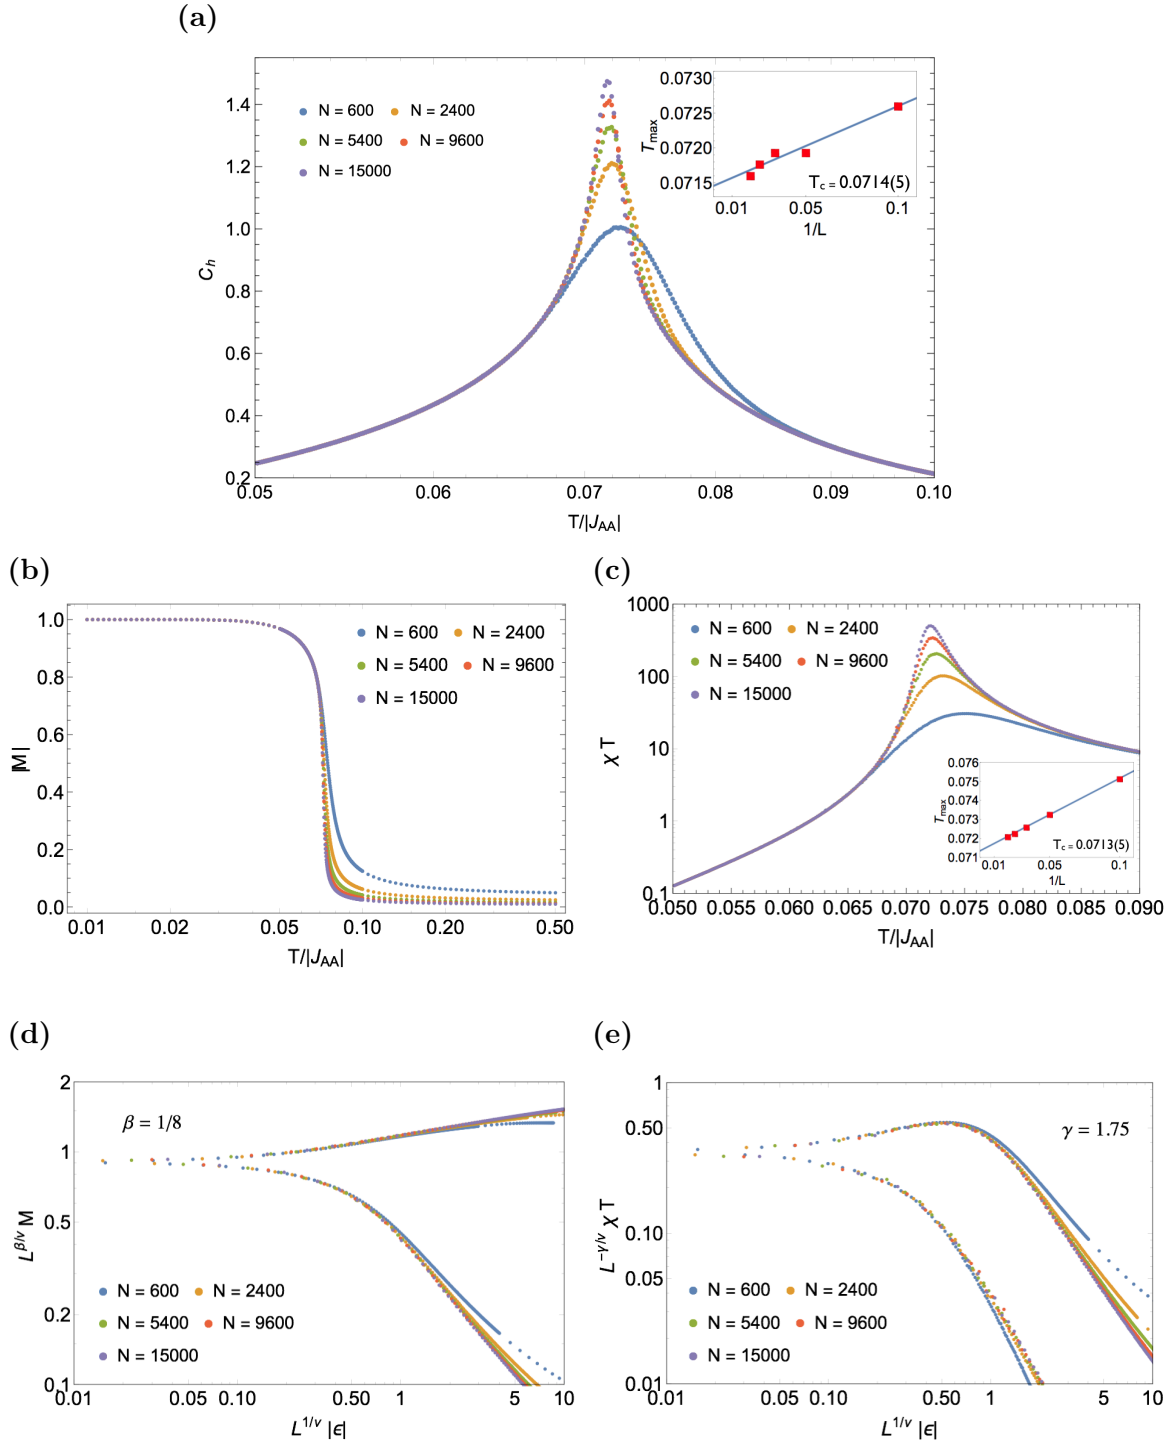 (a)
N = 600 N = 2400
N = 5400 N = 9600
N = 15000
C_h
1.4
1.2
1.0
0.8
0.6
0.4
0.2
0.05 0.06 0.07 0.08 0.09 0.10
T/|J_AA|
T_max
0.0730
0.0725
0.0720
0.0715
T_c = 0.0714(5)
0.01 0.05 0.1
1/L
(b)
|M|
1.0
0.8
0.6
0.4
0.2
0.0
N = 600 N = 2400
N = 5400 N = 9600
N = 15000
0.01 0.02 0.05 0.10 0.20 0.50
T/|J_AA|
(c)
χ T
1000
100
10
1
0.1
N = 600 N = 2400
N = 5400 N = 9600
N = 15000
T_max
0.076
0.075
0.074
0.073
0.072
0.071
T_c = 0.0713(5)
0.01 0.05 0.1
1/L
0.050 0.055 0.060 0.065 0.070 0.075 0.080 0.085 0.090
T/|J_AA|
(d)
L^{β/ν} M
2
1
0.5
0.2
0.1
β = 1/8
N = 600 N = 2400
N = 5400 N = 9600
N = 15000
0.01 0.05 0.10 0.50 1 5 10
L^{1/ν} |ϵ|
(e)
L^{-γ/ν} χ T
1
0.50
0.10
0.05
0.01
γ = 1.75
N = 600 N = 2400
N = 5400 N = 9600
N = 15000
0.01 0.05 0.10 0.50 1 5 10
L^{1/ν} |ϵ|